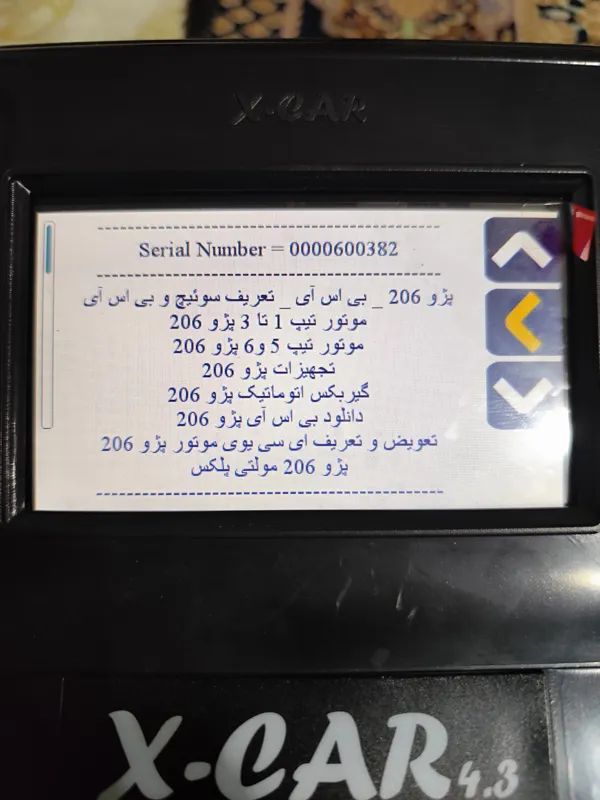 X-CAR
----------------------------------------
Serial Number = 0000600382
----------------------------------------
پژو 206 _ بی اس آی _ تعریف سوئیچ و بی اس آی
موتور تیپ 1 تا 3 پژو 206
موتور تیپ 5 و6 پژو 206
تجهیزات پژو 206
گیربکس اتوماتیک پژو 206
دانلود بی اس آی پژو 206
تعویض و تعریف ای سی یوی موتور پژو 206
پژو 206 مولتی پلکس
----------------------------------------
X-CAR 4.3